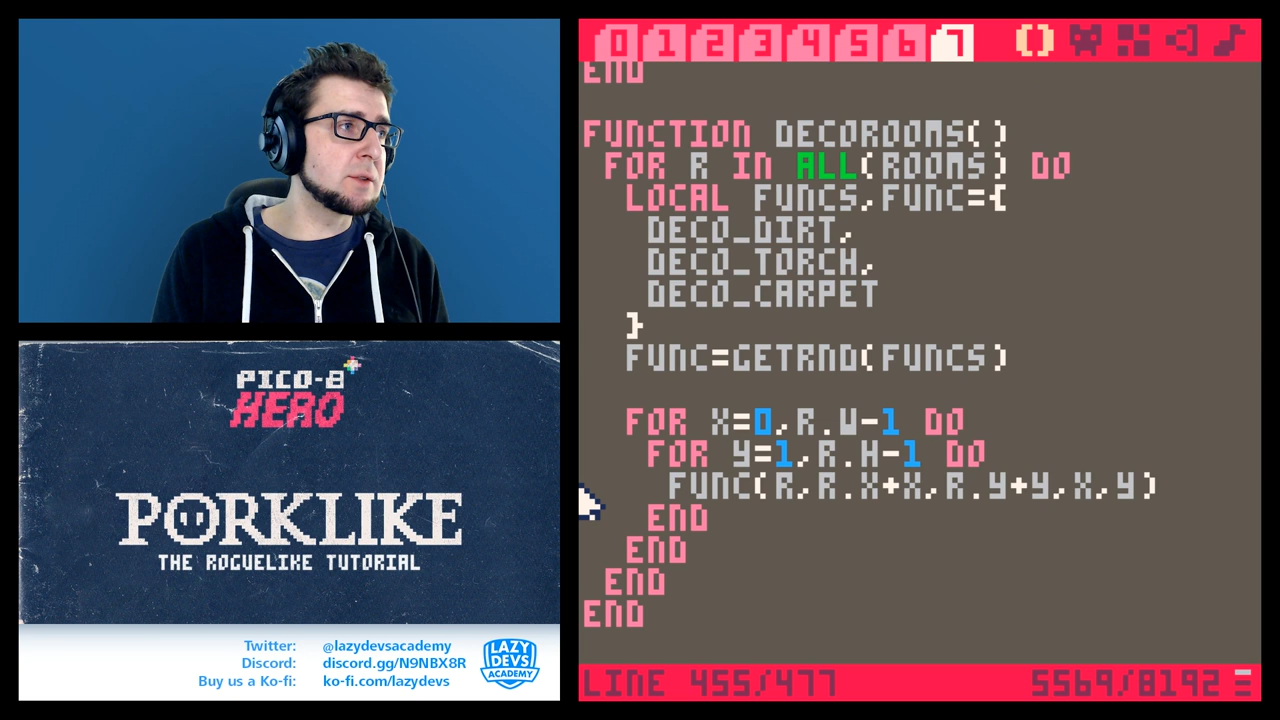 0 1 2 3 4 5 6 7
END
FUNCTION DECOROOMS()
FOR R IN ALL(ROOMS) DO
LOCAL FUNCS,FUNC={
DECO_DIRT,
DECO_TORCH,
DECO_CARPET
}
FUNC=GETRND(FUNCS)
FOR X=0,R.W-1 DO
FOR Y=1,R.H-1 DO
FUNC(R,R.X+X,R.Y+Y,X,Y)
END
END
END
END
LINE 455/477 5569/8192
PICO-8
HERO
PORKLIKE
THE ROGUELIKE TUTORIAL
Twitter: @lazydevsacademy
Discord: discord.gg/N9NBX8R
Buy us a Ko-fi: ko-fi.com/lazydevs
LAZY
DEVS
ACADEMY